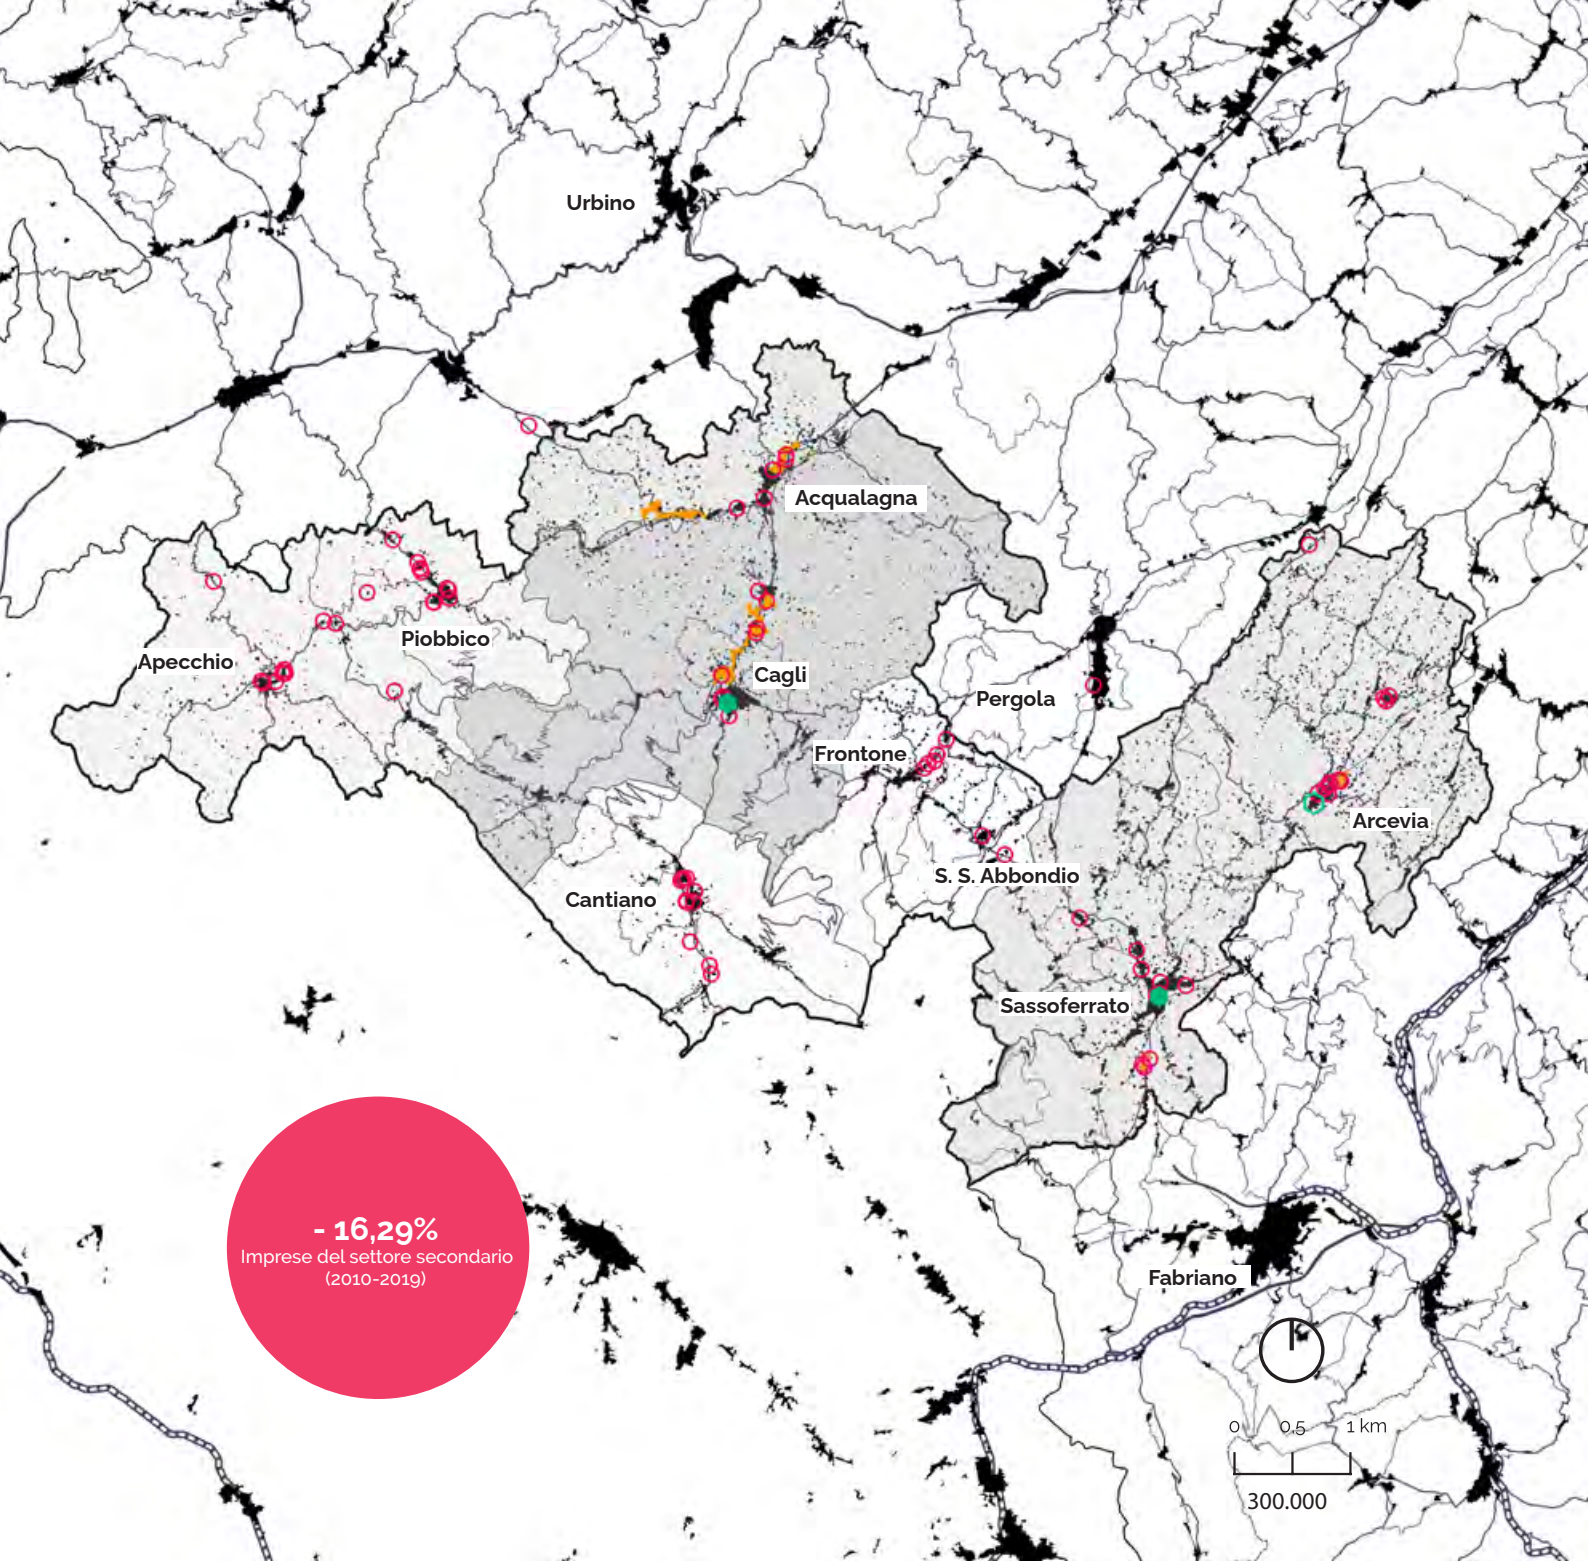 Urbino
Acqualagna
Piobbico
Apecchio
Cagli
Pergola
Frontone
Arcevia
S. S. Abbondio
Cantiano
Sassoferrato
- 16,29%
Imprese del settore secondario
(2010-2019)
Fabriano
0 0,5 1 km
300.000